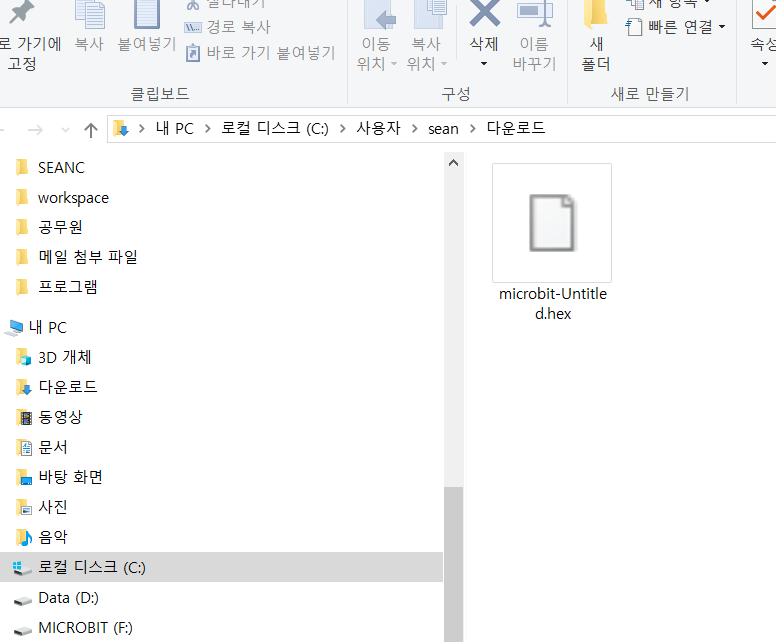 로 가기에
고정
복사
붙여넣기
잘라내기
경로 복사
바로 가기 붙여넣기
클립보드
이동
위치
복사
위치
삭제
이름
바꾸기
구성
새
폴더
새 항목
빠른 연결
새로 만들기
속성
내 PC > 로컬 디스크 (C:) > 사용자 > sean > 다운로드
SEANC
workspace
공무원
메일 첨부 파일
프로그램
내 PC
3D 개체
다운로드
동영상
문서
바탕 화면
사진
음악
로컬 디스크 (C:)
Data (D:)
MICROBIT (F:)
microbit-Untitle
d.hex